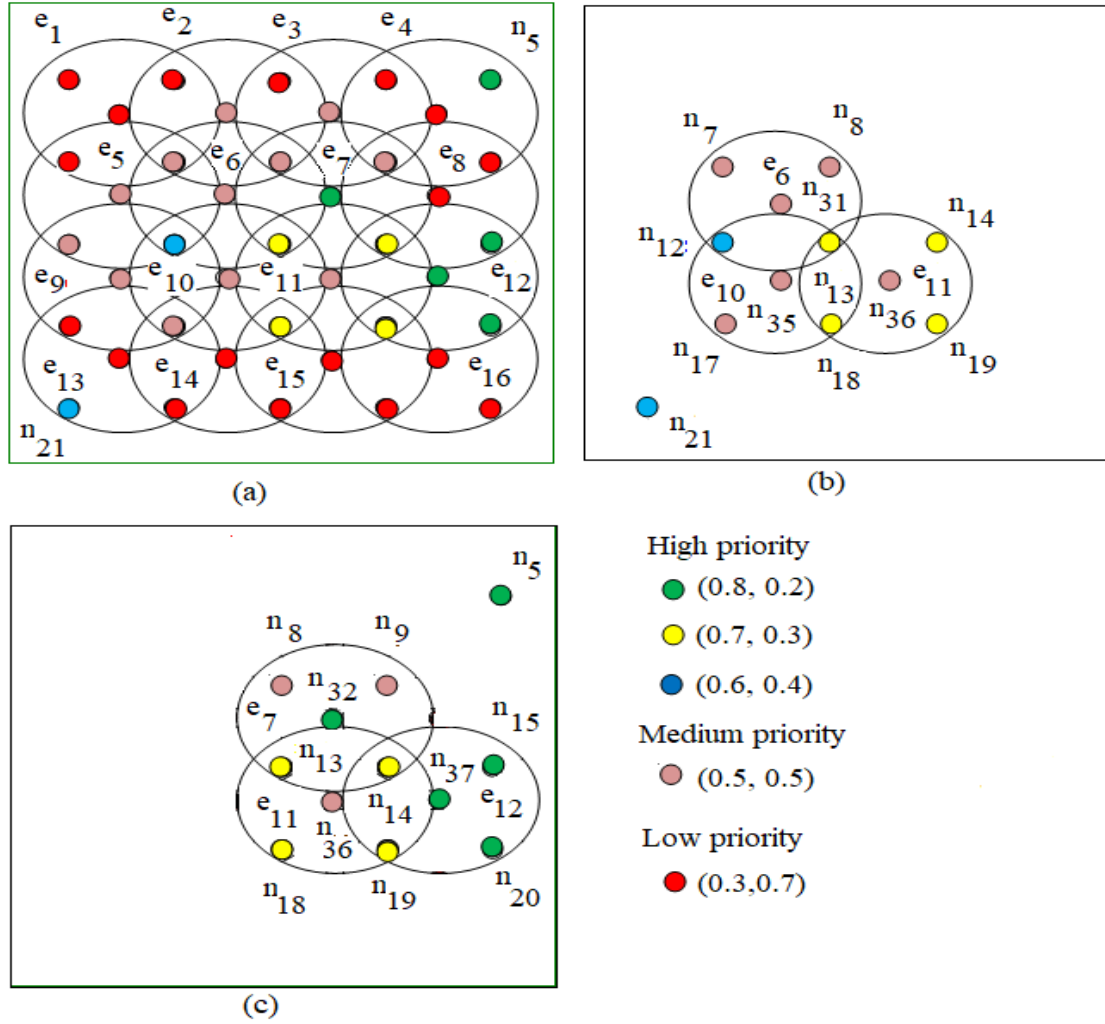 e1 e2 e3 e4 n5
e5 e6 e7 e8
e9 e10 e11 e12
e13 e14 e15 e16
n21
(a)
n7 n8
e6 n31 n14
n12
e10 n13 e11
n35 n36
n17 n18 n19
n21
(b)
n5
n8 n9
n32
e7 n15
n13 n37
e11 n14 e12
n36
n18 n19 n20
(c)
High priority
(0.8, 0.2)
(0.7, 0.3)
(0.6, 0.4)
Medium priority
(0.5, 0.5)
Low priority
(0.3,0.7)